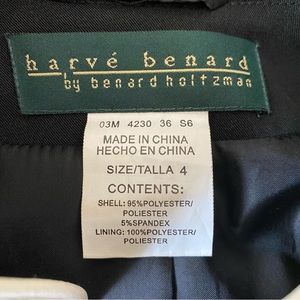 harvé benard
by benard holtzman
03M 4230 36 S6
MADE IN CHINA
HECHO EN CHINA
SIZE/TALLA 4
CONTENTS:
SHELL: 95%POLYESTER/
POLIESTER
5%SPANDEX
LINING: 100%POLYESTER/
POLIESTER